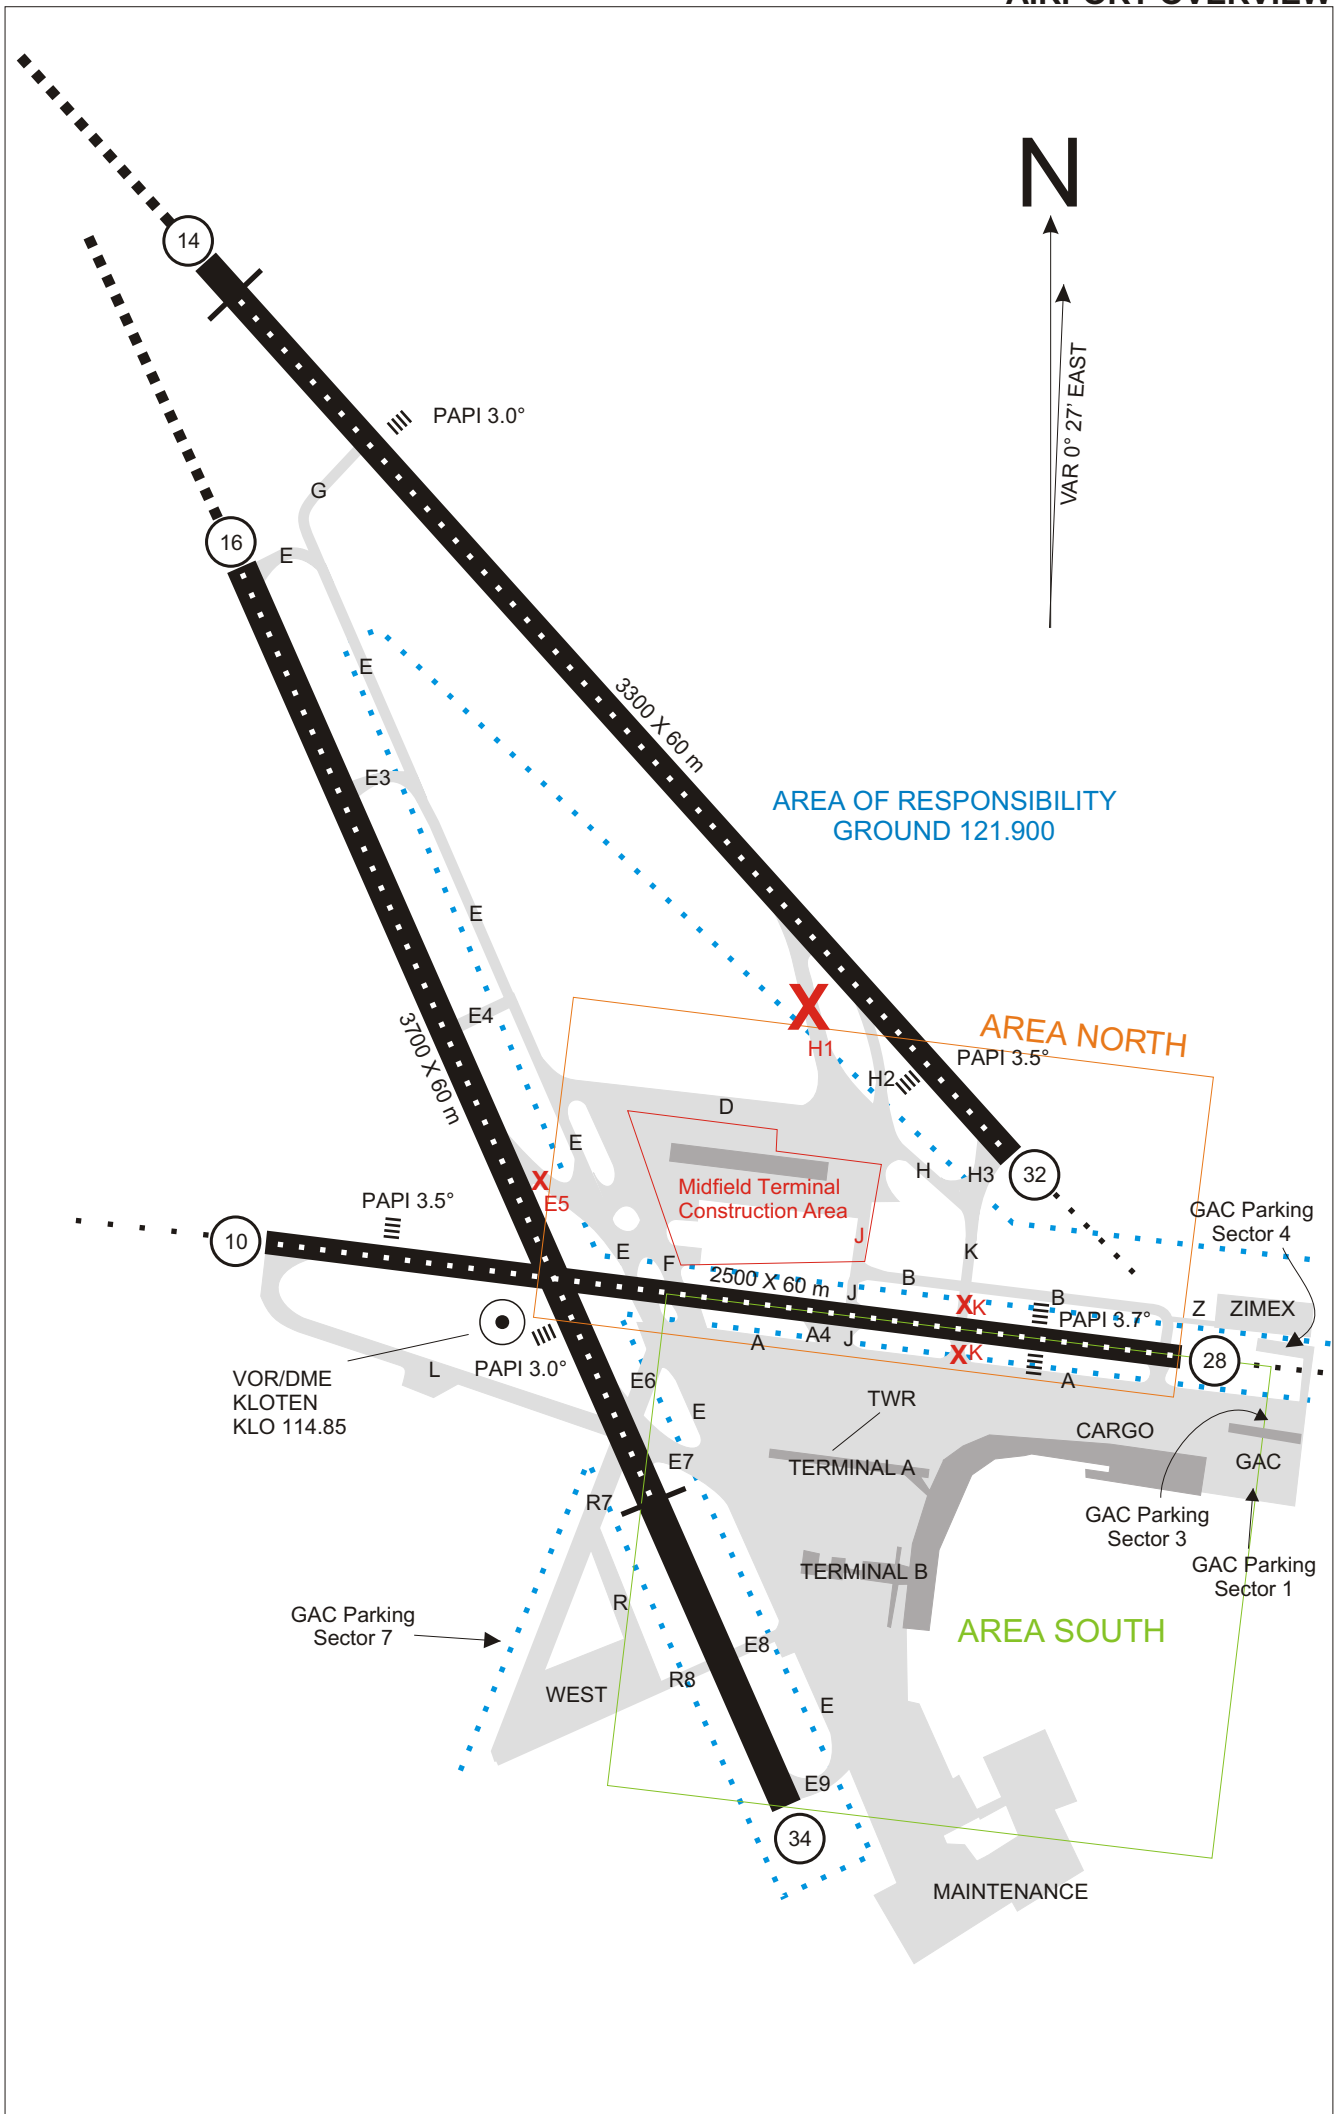 AIRPORT OVERVIEW
N
14
VAR 0° 27' EAST
PAPI 3.0°
G
16
E
E
3300 X 60 m
E3
AREA OF RESPONSIBILITY
GROUND 121.900
E
E4
3700 X 60 m
AREA NORTH
H1
PAPI 3.5°
H2
D
E
H
H3
32
Midfield Terminal
Construction Area
E5
PAPI 3.5°
GAC Parking
Sector 4
10
J
E
F
K
2500 X 60 m
B
J
B
K
Z
ZIMEX
PAPI 3.7°
A
A4
J
K
28
VOR/DME
KLOTEN
KLO 114.85
L
PAPI 3.0°
E6
A
E
TWR
CARGO
E7
TERMINAL A
GAC
R7
GAC Parking
Sector 3
TERMINAL B
GAC Parking
Sector 1
R
GAC Parking
Sector 7
AREA SOUTH
E8
R8
WEST
E
E9
34
MAINTENANCE